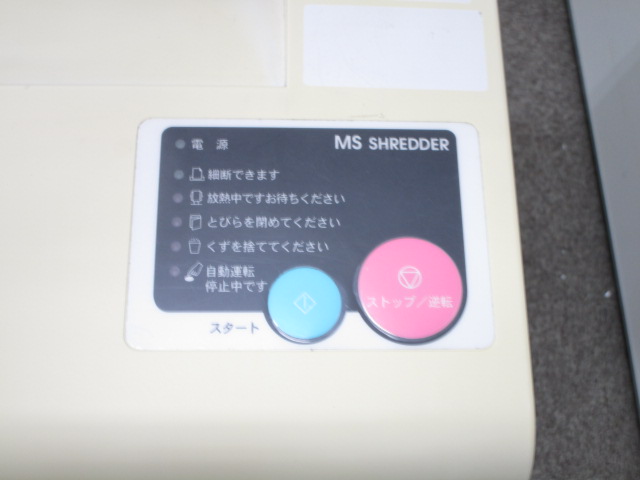 電源
MS SHREDDER
細断できます
放熱中ですお待ちください
とびらを閉めてください
くずを捨ててください
自動運転
停止中です
スタート
ストップ/逆転